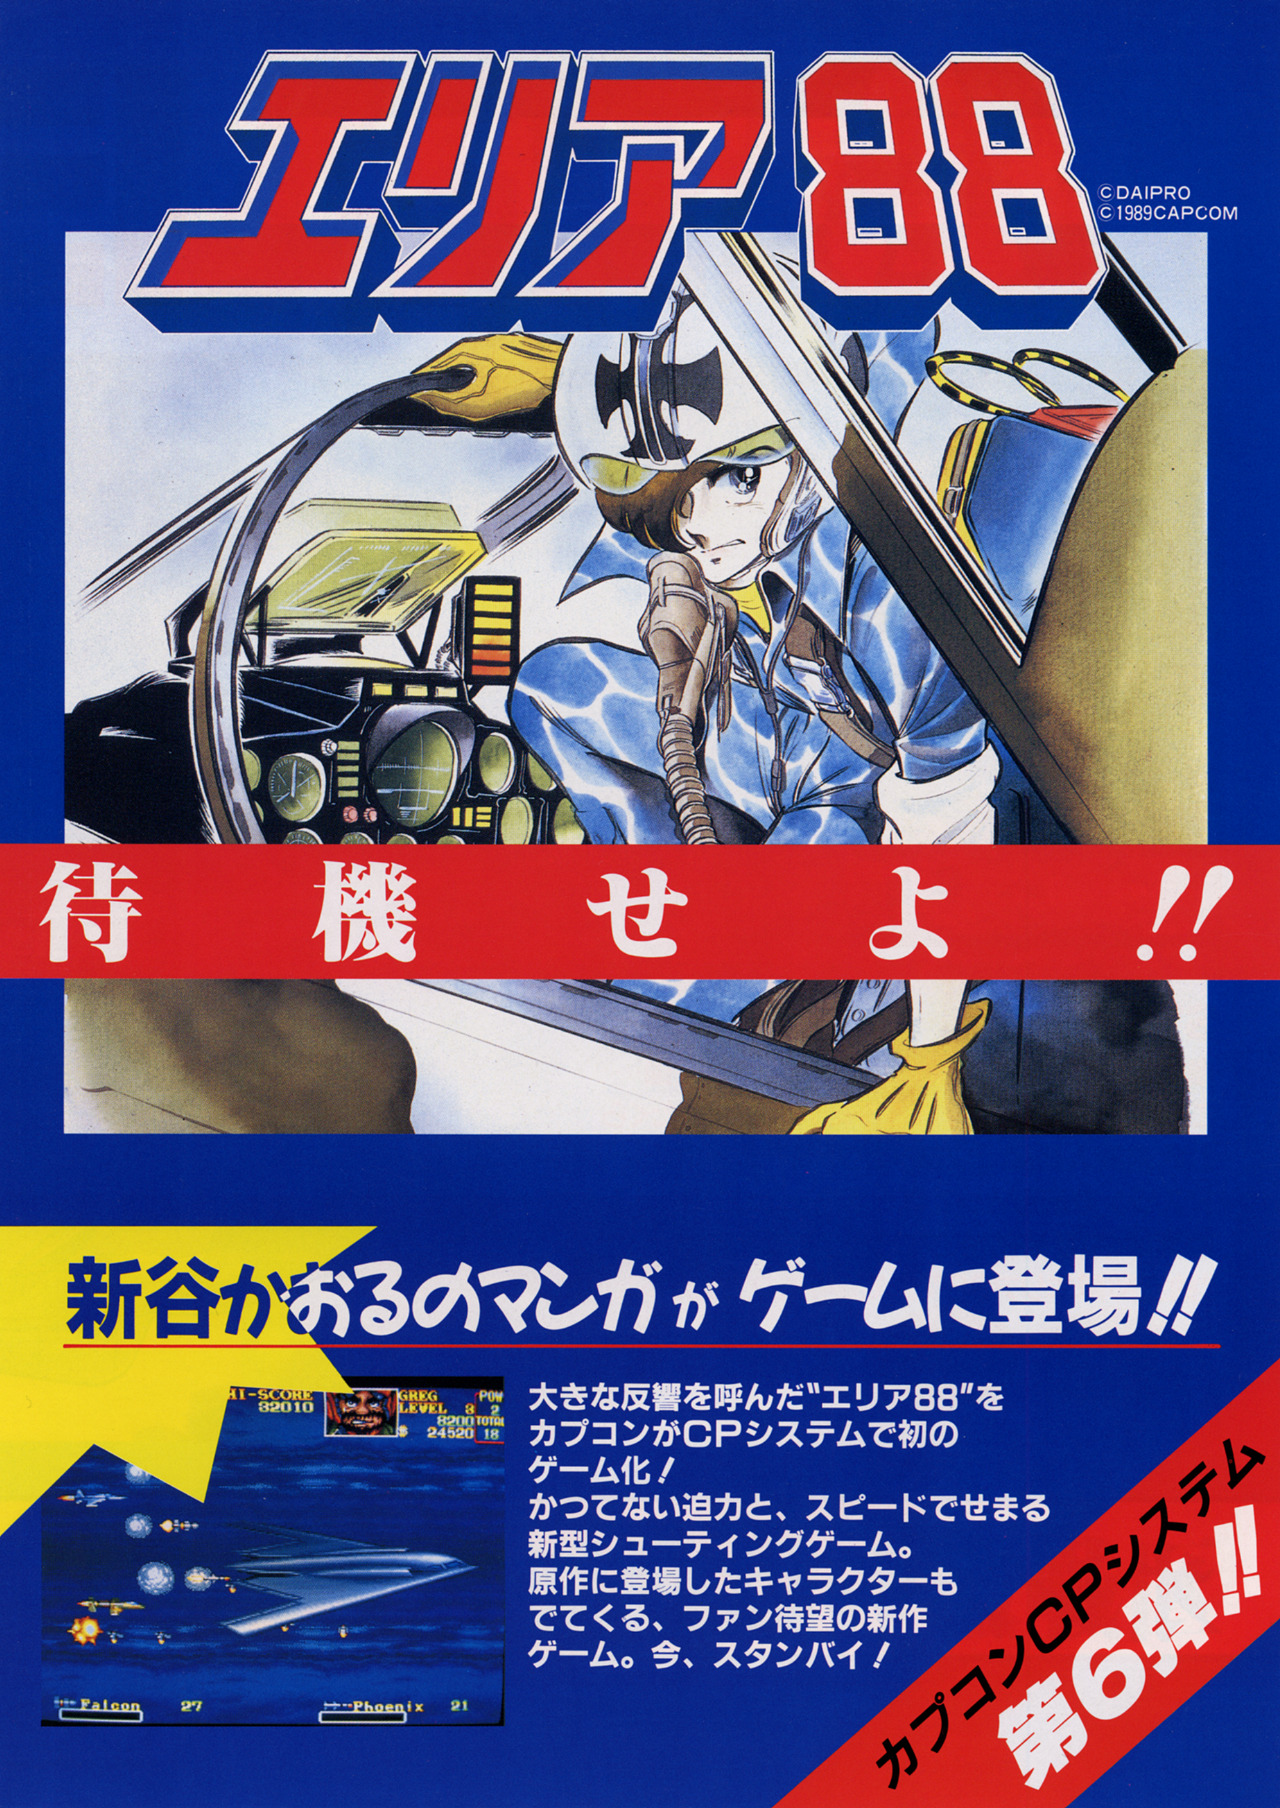 エリア88
©DAIPRO
©1989CAPCOM
待機せよ!!
新谷かおるのマンガがゲームに登場!!
HI-SCORE
32010
GREG
LEVEL 3
8200
$ 24520
POW
2
TOTAL
18
Falcon 27
Phoenix 21
大きな反響を呼んだ"エリア88"を
カプコンがCPシステムで初の
ゲーム化!
かつてない迫力と、スピードでせまる
新型シューティングゲーム。
原作に登場したキャラクターも
でてくる、ファン待望の新作
ゲーム。今、スタンバイ!
カプコンCPシステム
第6弾!!